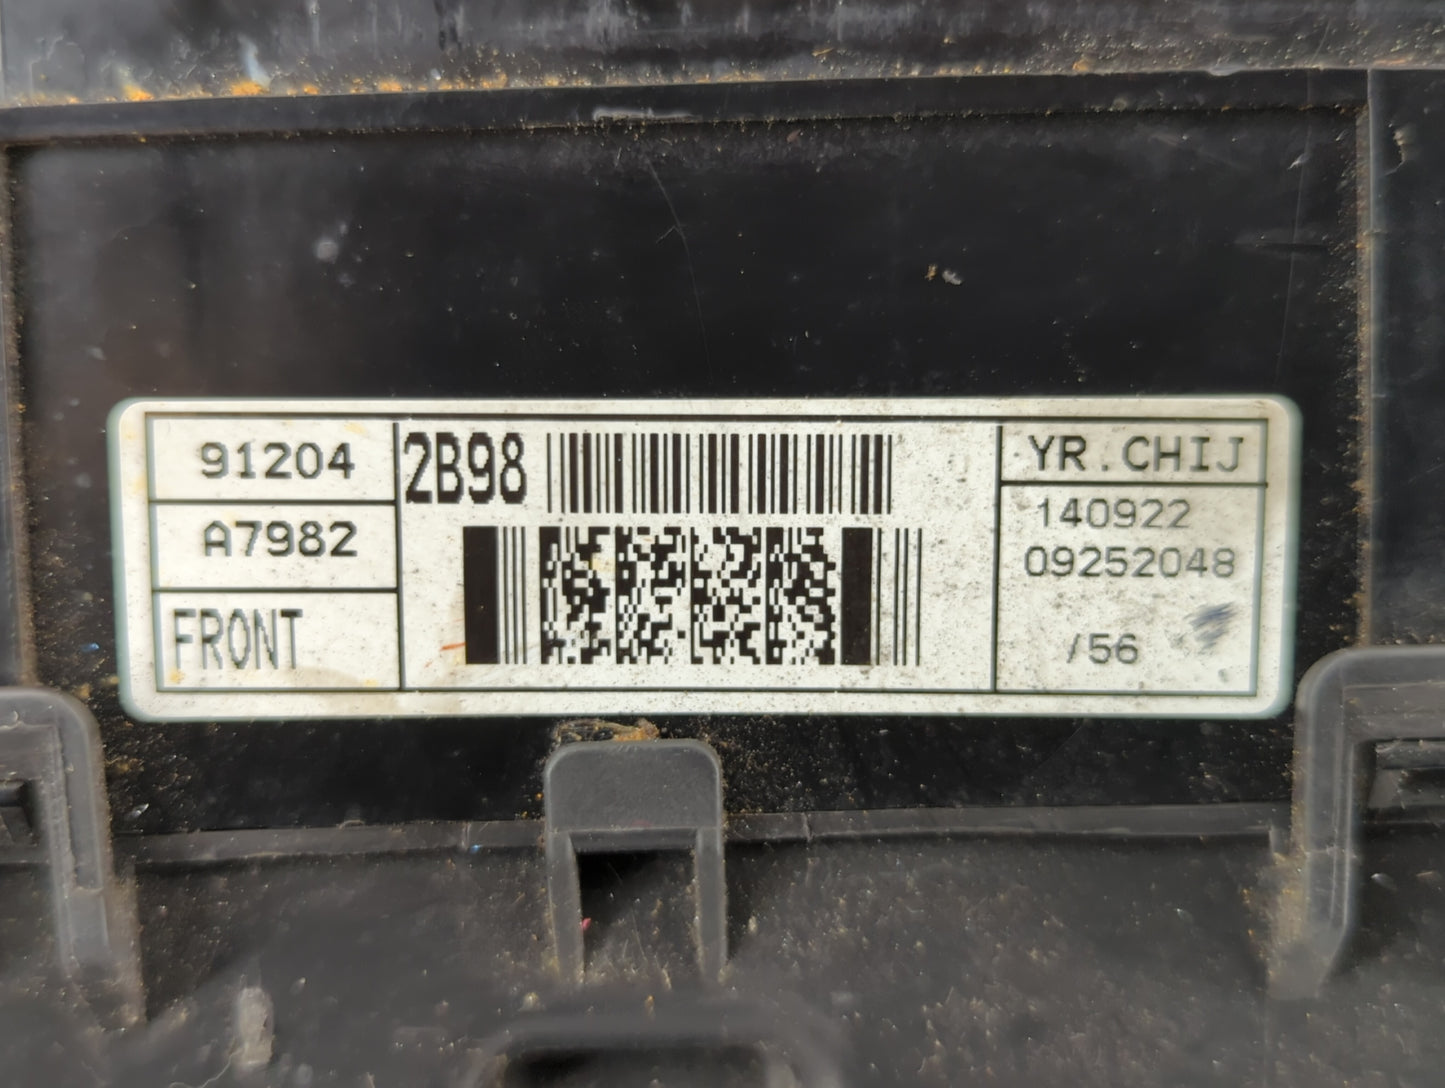 91204
A7982
FRONT
2B98
YR.CHIJ
140922
09252048
/56